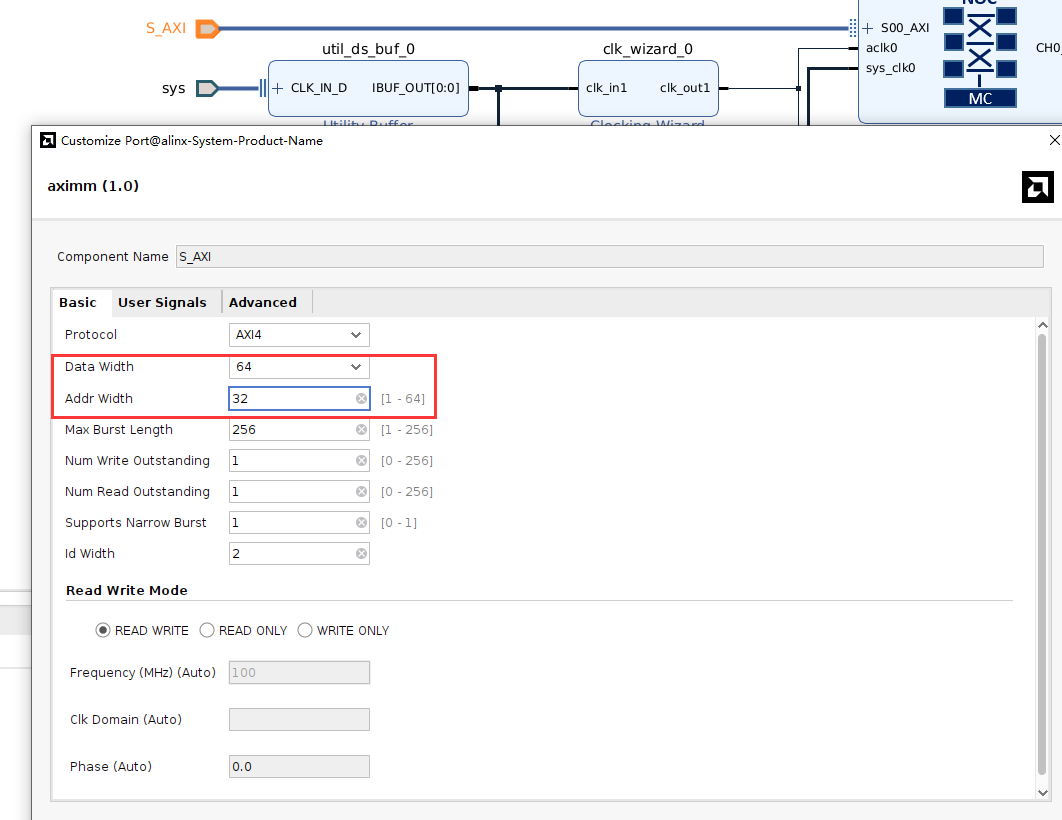 NOC
S_AXI
S00_AXI
util_ds_buf_0
clk_wizard_0
aclk0
CH0_
sys_clk0
sys
CLK_IN_D
IBUF_OUT[0:0]
clk_in1
clk_out1
MC
Utility Buffer
Clocking Wizard
Customize Port@alinx-System-Product-Name
aximm (1.0)
Component Name S_AXI
Basic User Signals Advanced
Protocol AXI4
Data Width 64
Addr Width 32 [1 - 64]
Max Burst Length 256 [1 - 256]
Num Write Outstanding 1 [0 - 256]
Num Read Outstanding 1 [0 - 256]
Supports Narrow Burst 1 [0 - 1]
Id Width 2
Read Write Mode
READ WRITE READ ONLY WRITE ONLY
Frequency (MHz) (Auto) 100
Clk Domain (Auto)
Phase (Auto) 0.0